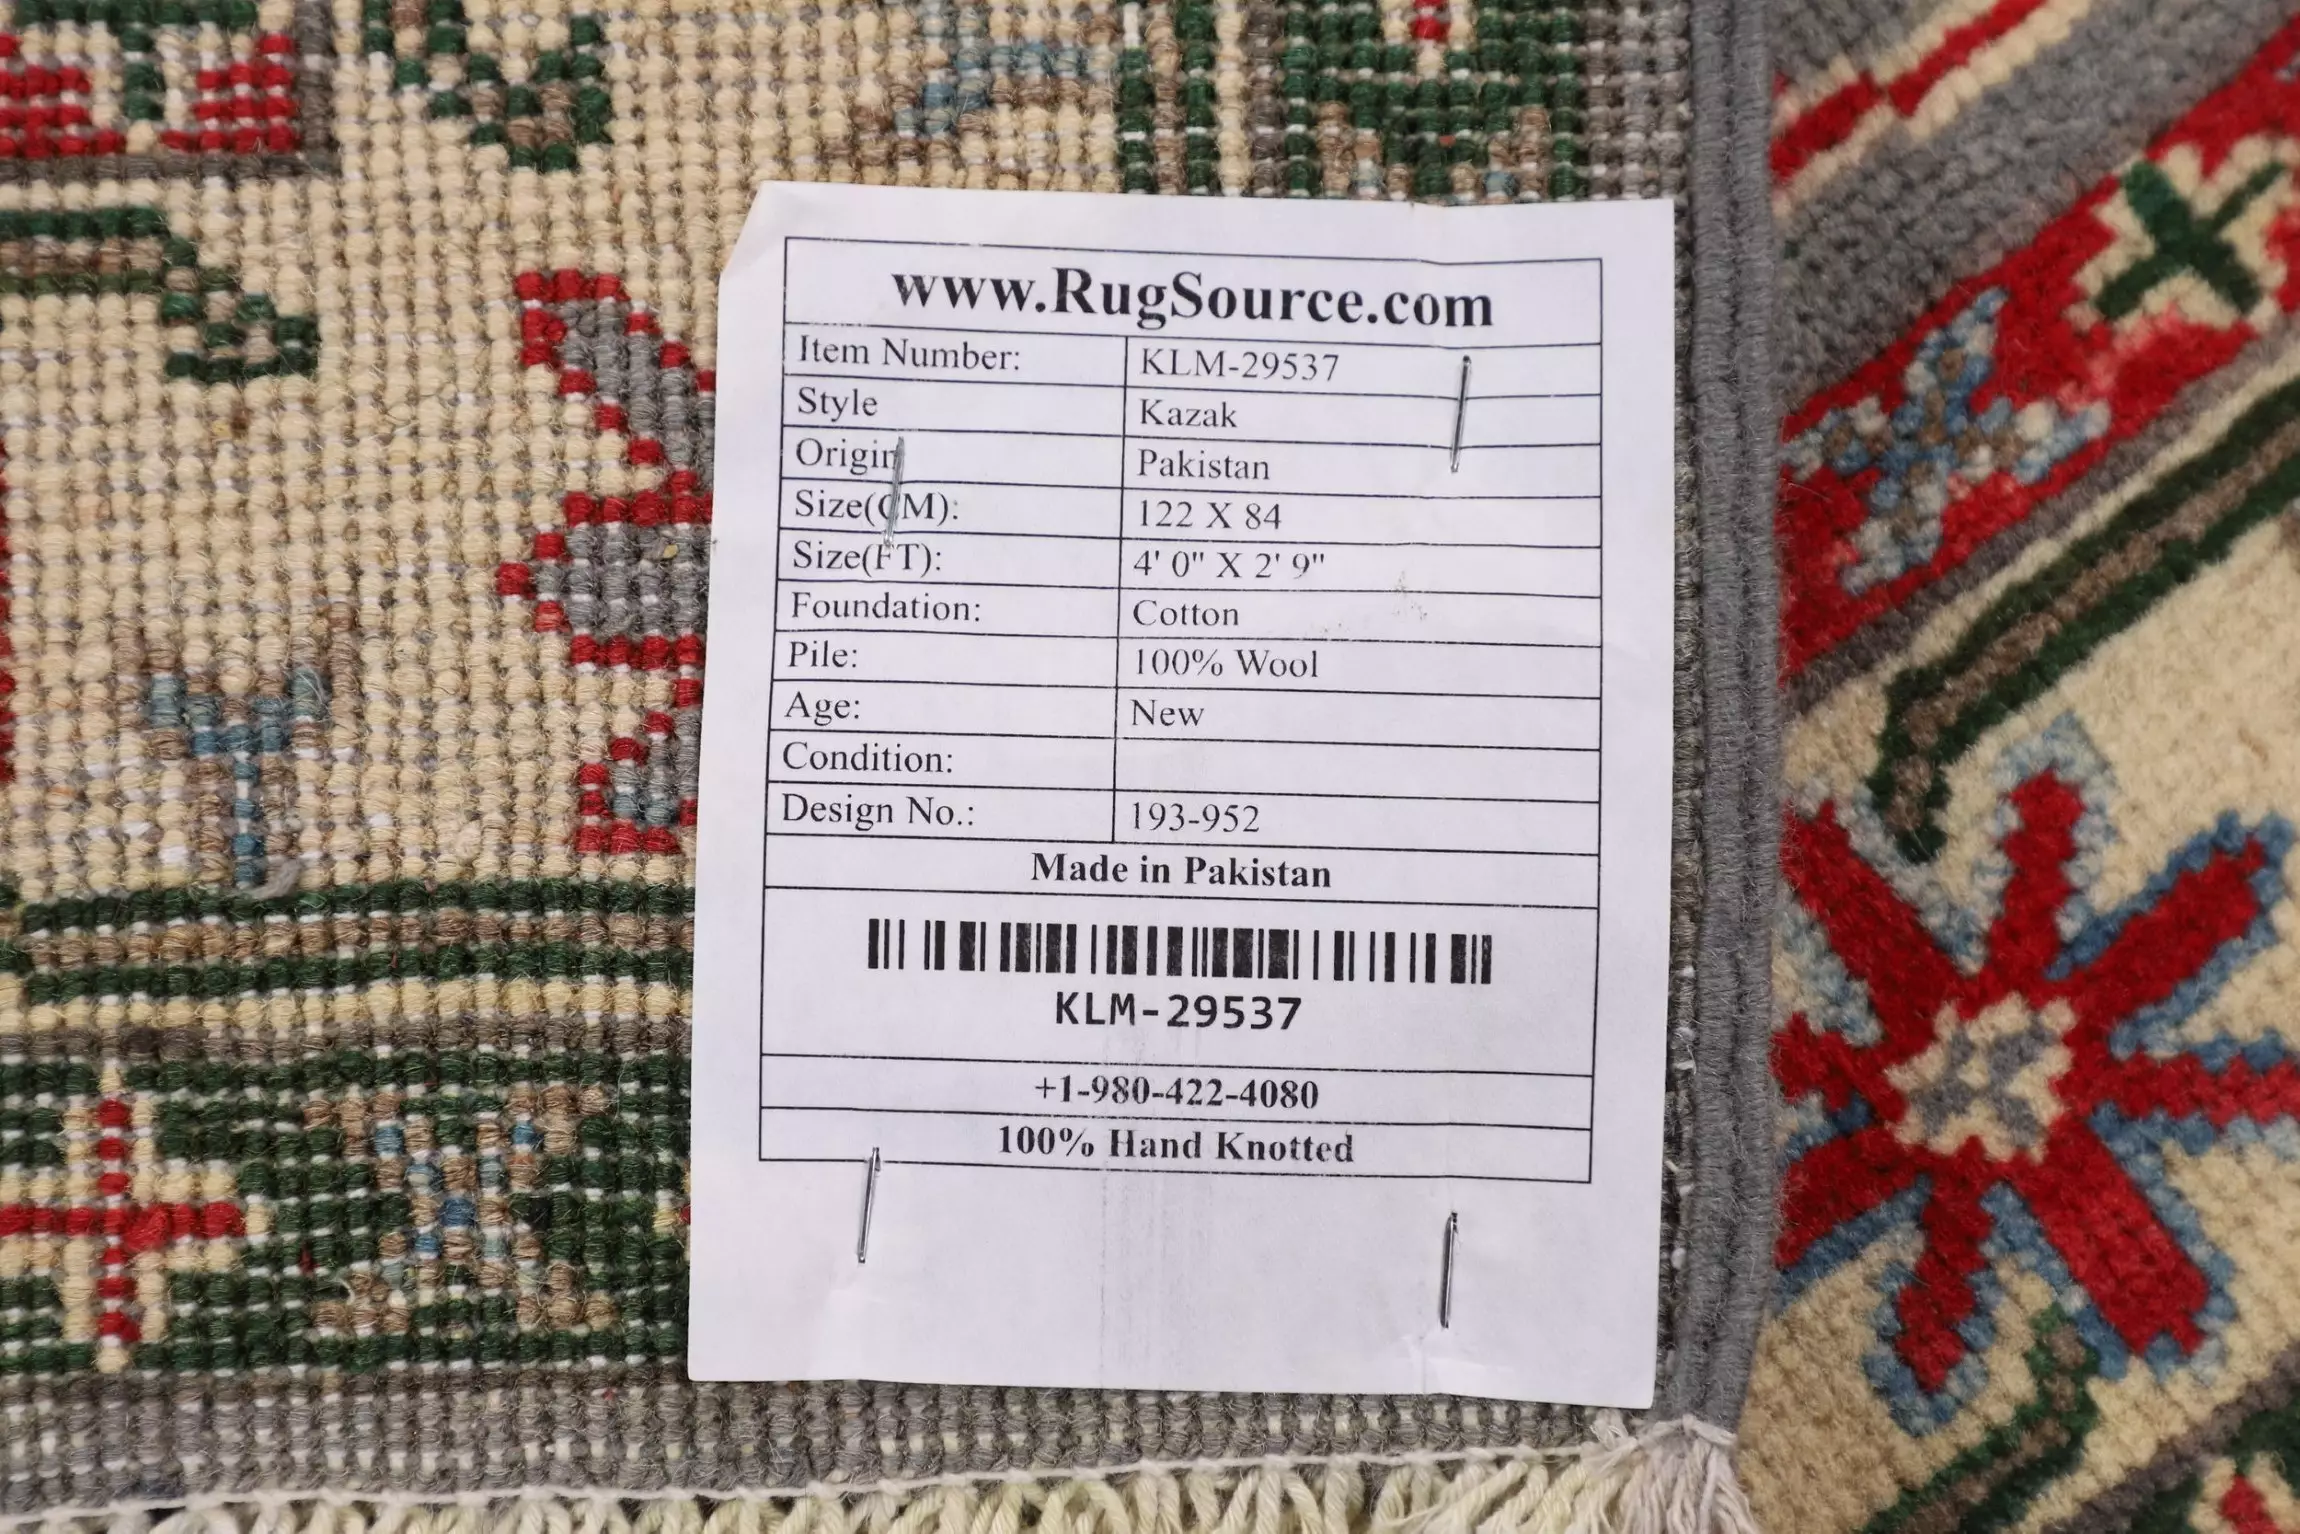 www.RugSource.com
Item Number: KLM-29537
Style Kazak
Origin Pakistan
Size(CM): 122 X 84
Size(FT): 4' 0" X 2' 9"
Foundation: Cotton
Pile: 100% Wool
Age: New
Condition:
Design No.: 193-952
Made in Pakistan
KLM-29537
+1-980-422-4080
100% Hand Knotted